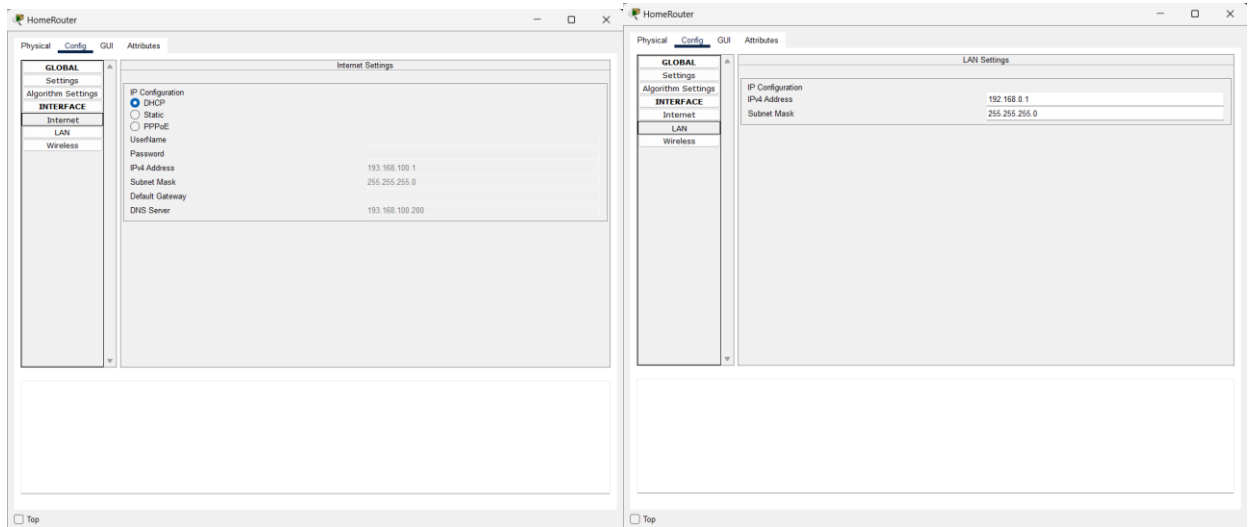 HomeRouter
Physical Config GUI Attributes
GLOBAL
Settings
Algorithm Settings
INTERFACE
Internet
LAN
Wireless
Internet Settings
IP Configuration
DHCP
Static
PPPoE
UserName
Password
IPv4 Address 193.168.100.1
Subnet Mask 255.255.255.0
Default Gateway
DNS Server 193.168.100.200
Top
HomeRouter
Physical Config GUI Attributes
GLOBAL
Settings
Algorithm Settings
INTERFACE
Internet
LAN
Wireless
LAN Settings
IP Configuration
IPv4 Address 192.168.0.1
Subnet Mask 255.255.255.0
Top